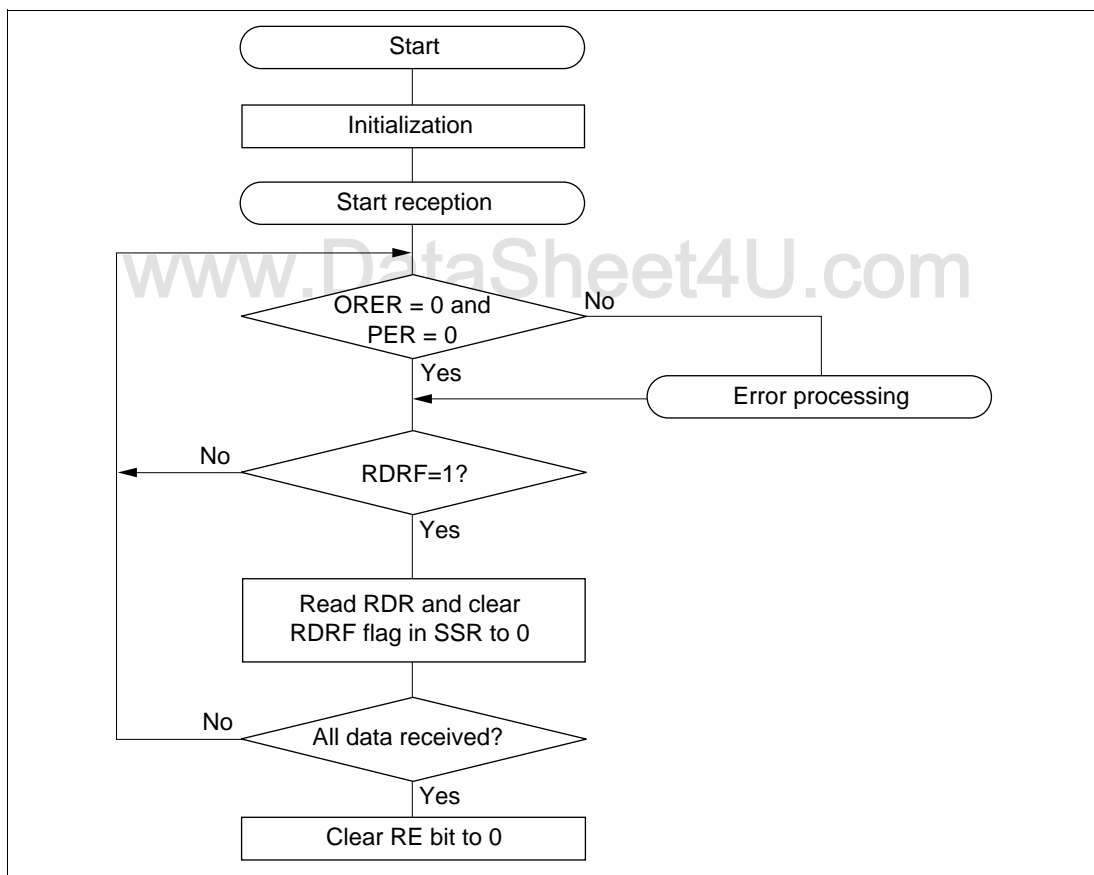 Start
Initialization
Start reception
www.DataSheet4U.com
ORER = 0 and
PER = 0
No
Yes
Error processing
No
RDRF=1?
Yes
Read RDR and clear
RDRF flag in SSR to 0
No
All data received?
Yes
Clear RE bit to 0